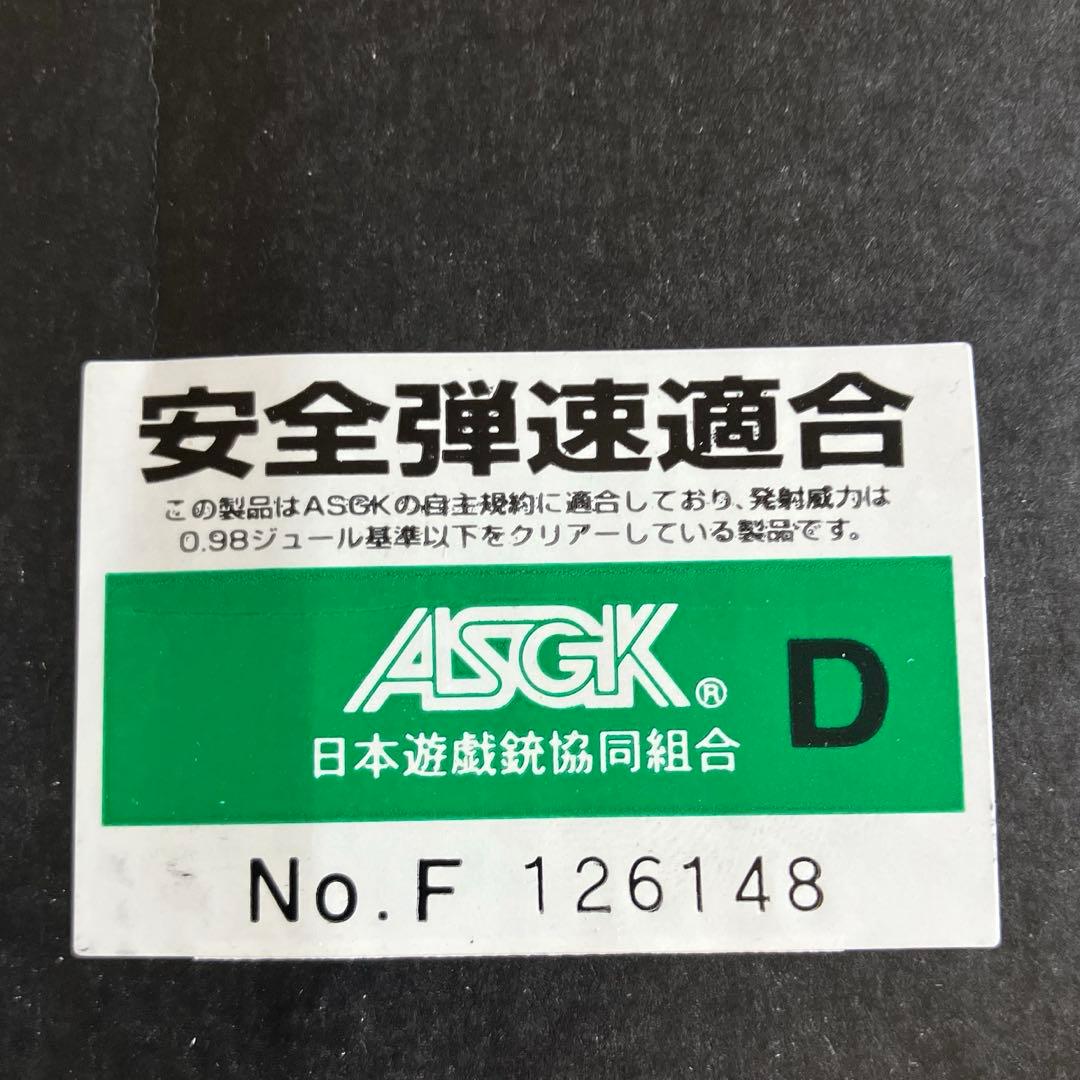 安全弾速適合
この製品はASGKの自主規約に適合しており、発射威力は
0.98ジュール基準以下をクリアーしている製品です。
ASGK® D
日本遊戯銃協同組合
No.F 126148